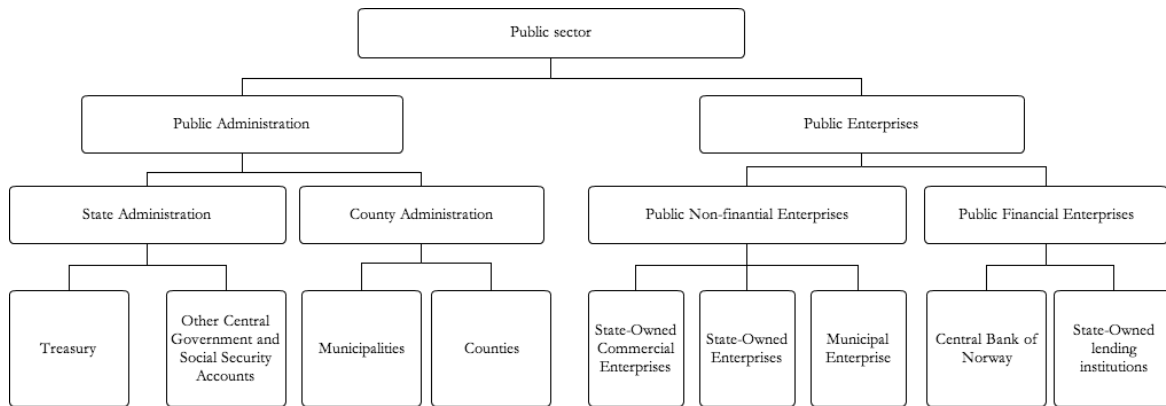 Public sector
Public Administration
Public Enterprises
State Administration
County Administration
Public Non-finantial Enterprises
Public Financial Enterprises
Treasury
Other Central
Government and
Social Security
Accounts
Municipalities
Counties
State-Owned
Commercial
Enterprises
State-Owned
Enterprises
Municipal
Enterprise
Central Bank of
Norway
State-Owned
lending
institutions